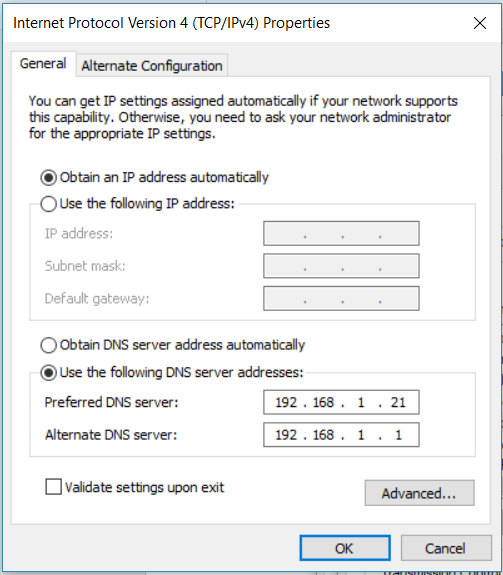 Internet Protocol Version 4 (TCP/IPv4) Properties
General
Alternate Configuration
You can get IP settings assigned automatically if your network supports
this capability. Otherwise, you need to ask your network administrator
for the appropriate IP settings.
Obtain an IP address automatically
Use the following IP address:
IP address: . . .
Subnet mask: . . .
Default gateway: . . .
Obtain DNS server address automatically
Use the following DNS server addresses:
Preferred DNS server: 192 . 168 . 1 . 21
Alternate DNS server: 192 . 168 . 1 . 1
Validate settings upon exit
Advanced...
OK
Cancel